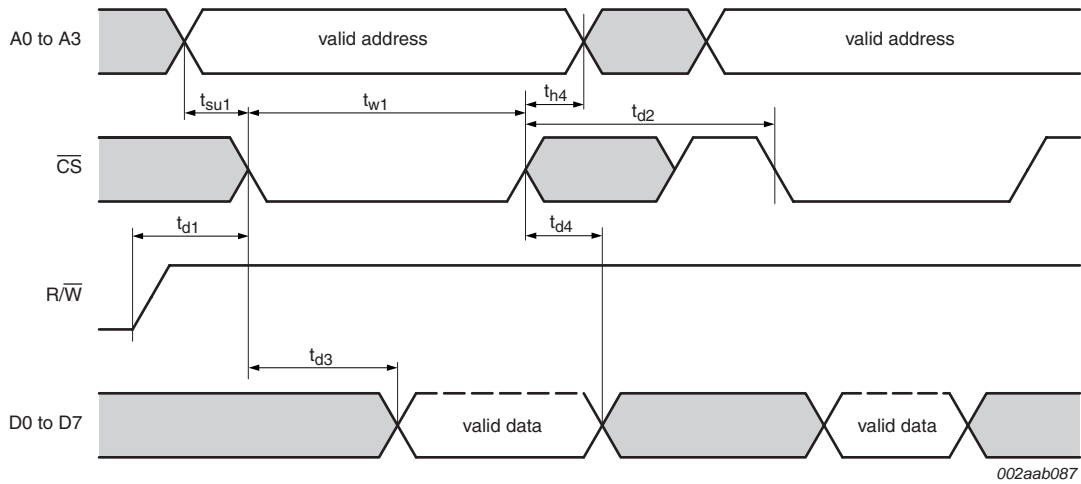 A0 to A3
valid address
valid address
t_su1
t_w1
t_h4
t_d2
C̅S̅
t_d1
t_d4
R/W̅
t_d3
D0 to D7
valid data
valid data
002aab087